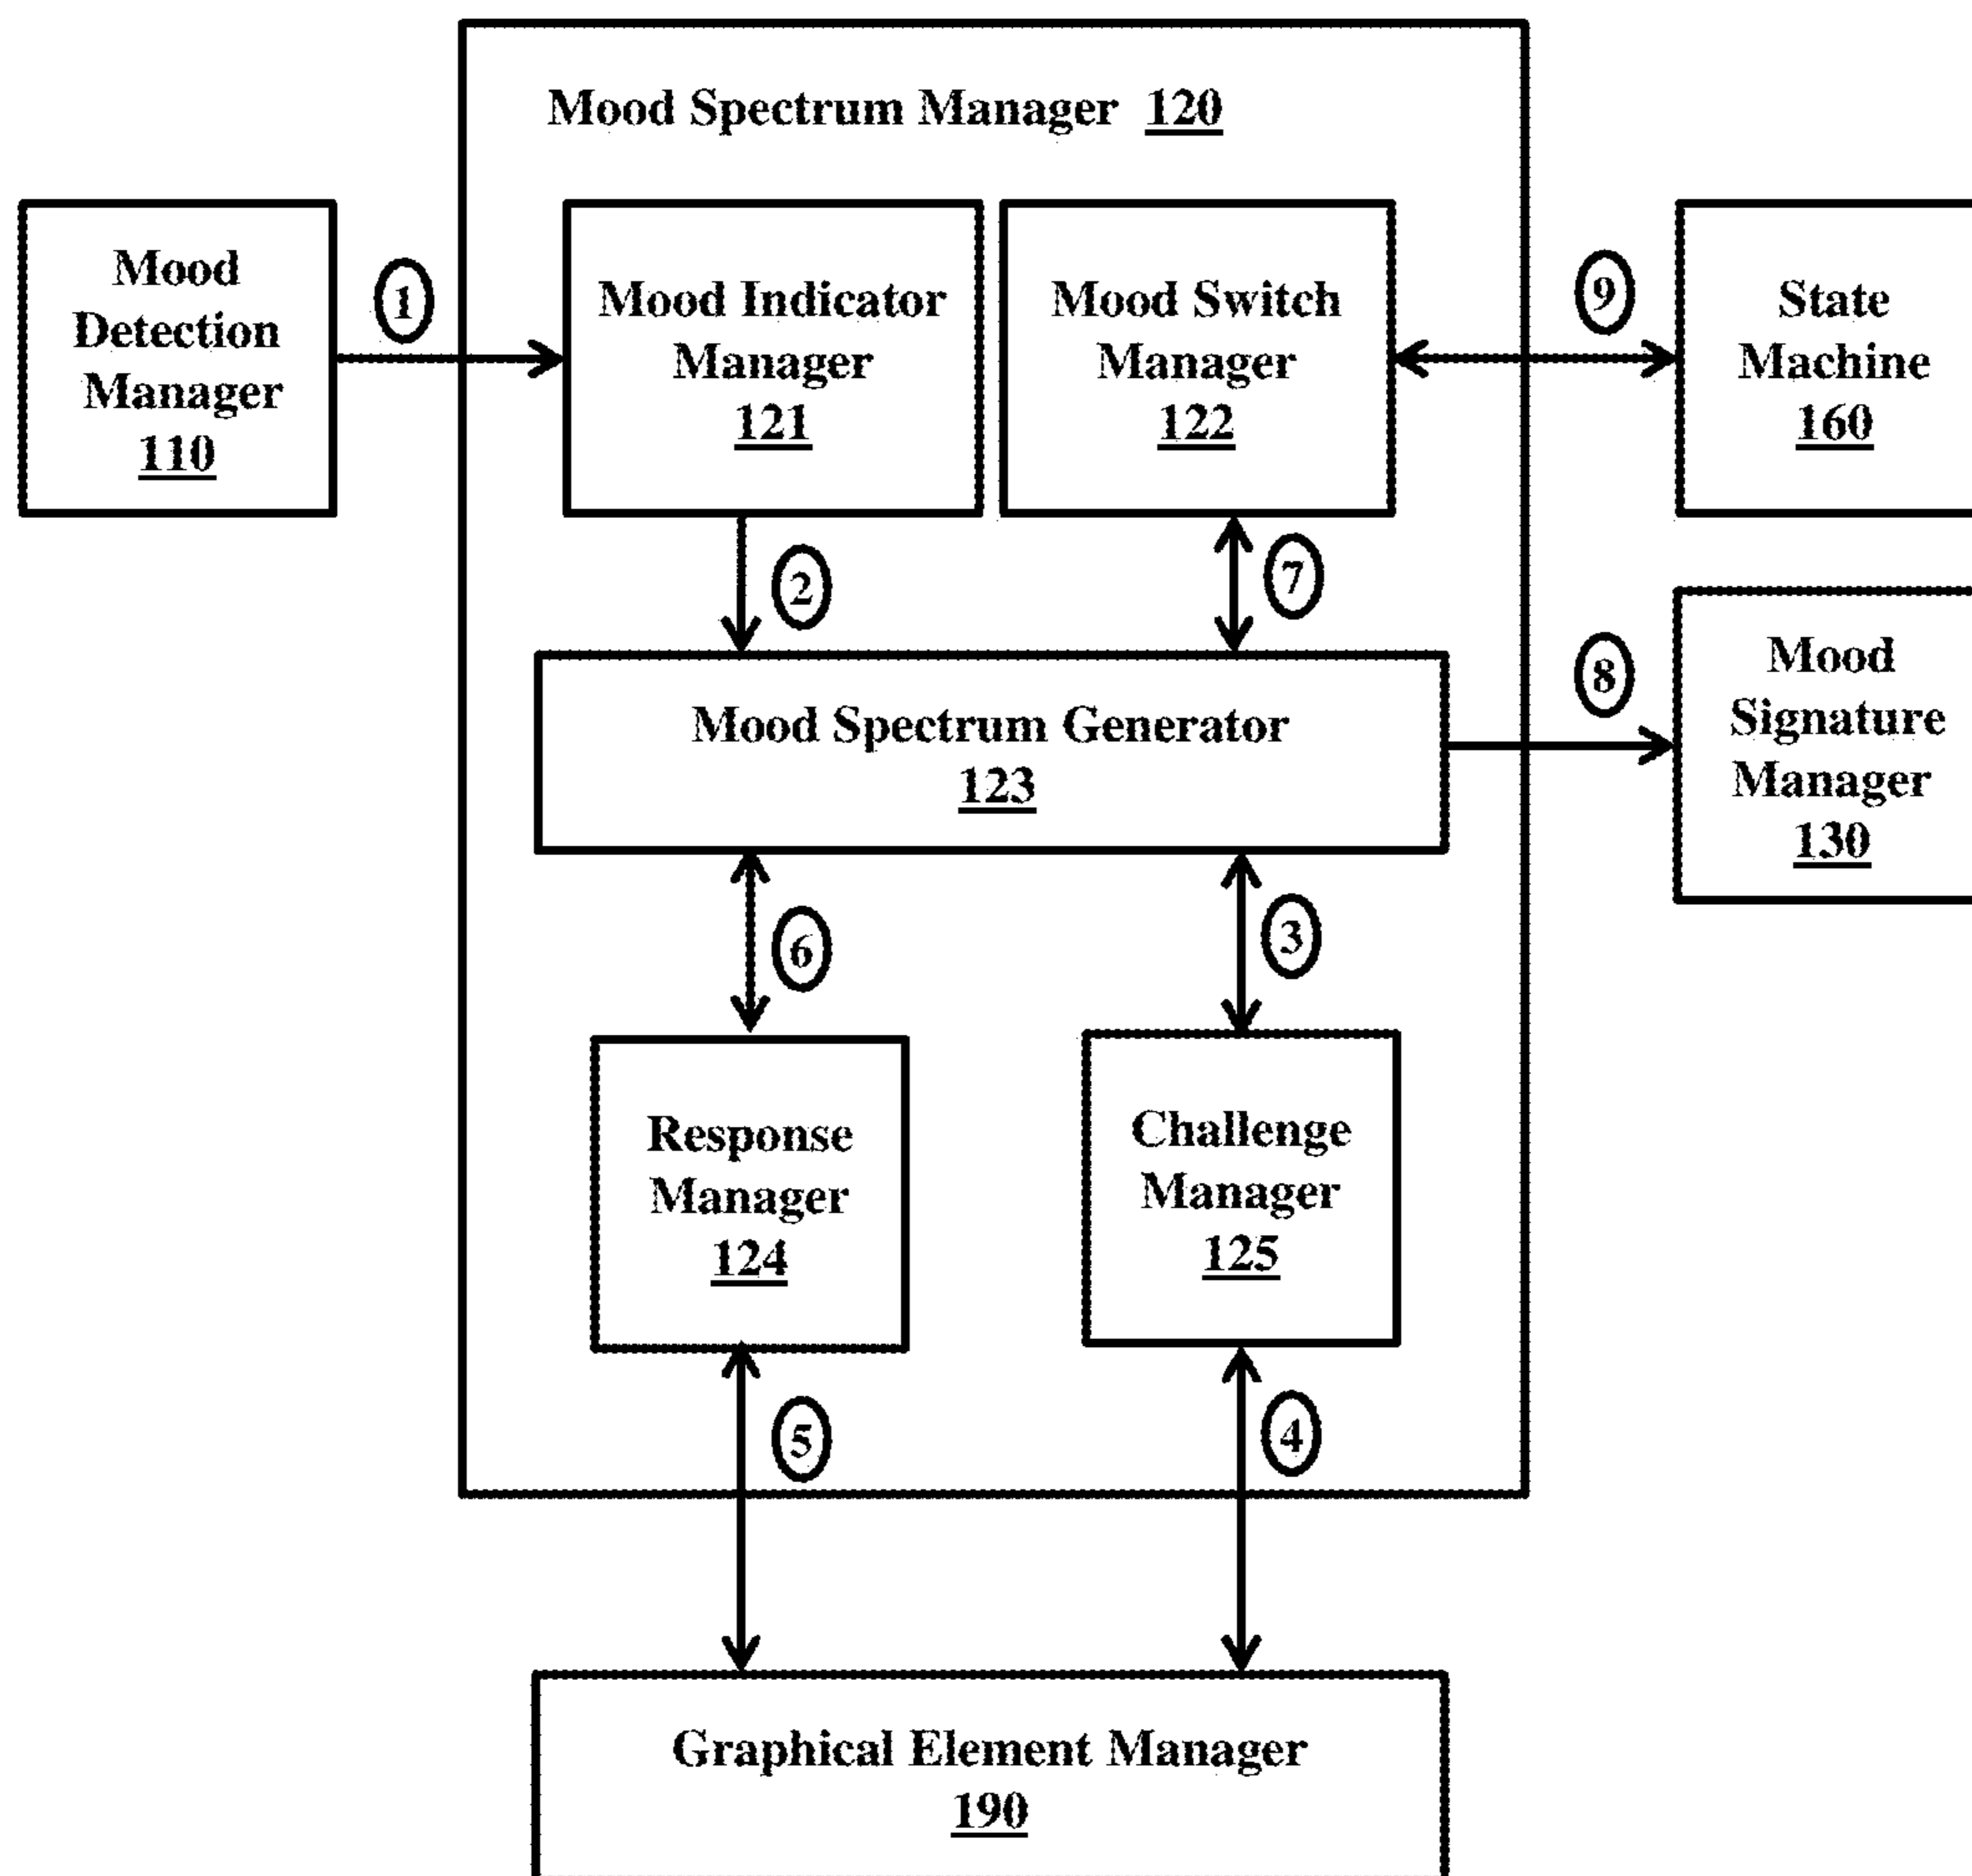 Mood Spectrum Manager 120
Mood
Detection
Manager
110
1
Mood Indicator
Manager
121
Mood Switch
Manager
122
9
State
Machine
160
2
7
Mood Spectrum Generator
123
8
Mood
Signature
Manager
130
6
3
Response
Manager
124
Challenge
Manager
125
5
4
Graphical Element Manager
190